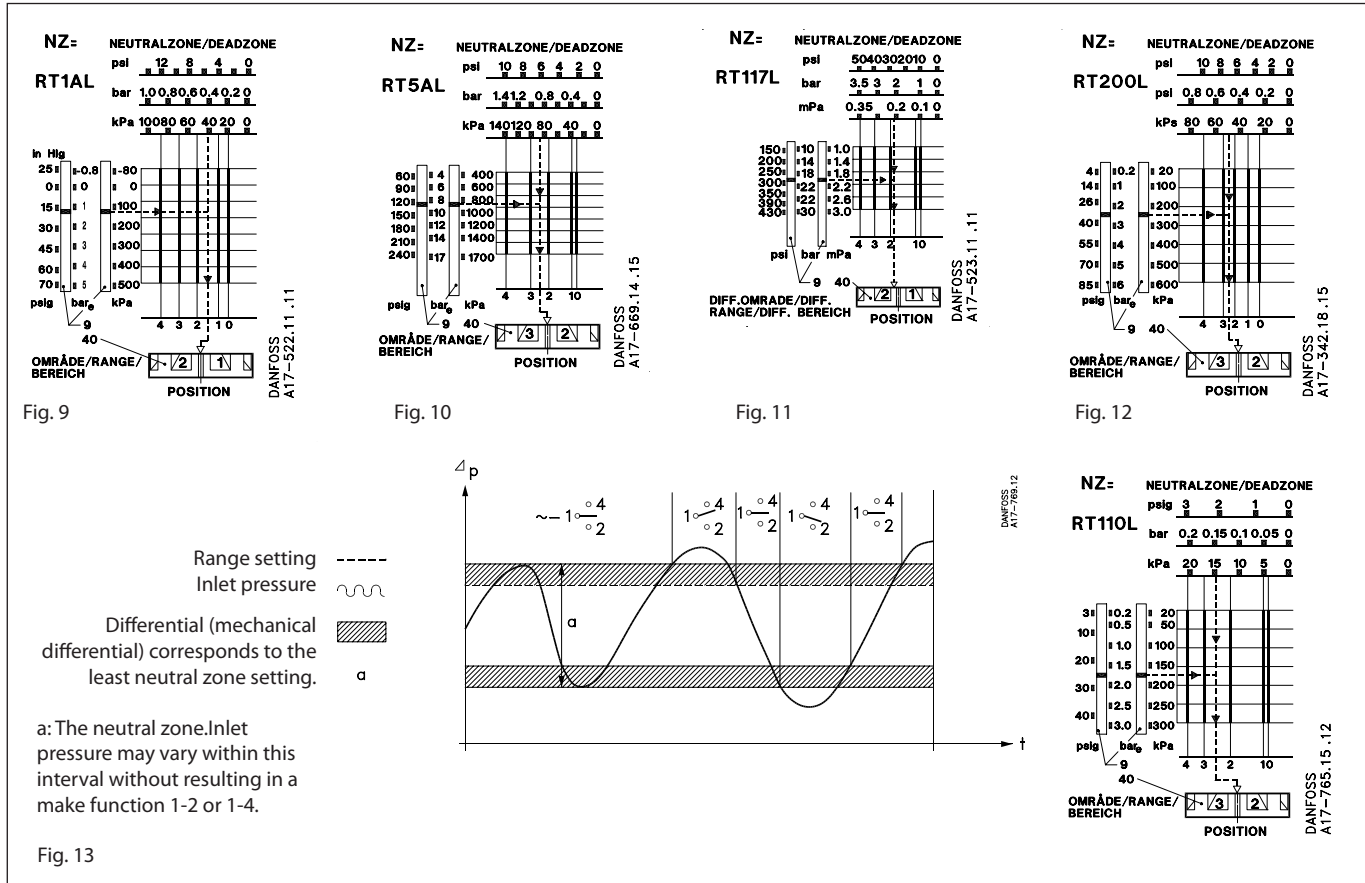 NZ= NEUTRALZONE/DEADZONE
RT1AL
psi 12 8 4 0
bar 1.0 0.8 0.6 0.4 0.2 0
kPa 100 80 60 40 20 0
in Hig
25 -0.8 -80
0 0 0
15 1 100
30 2 200
45 3 300
60 4 400
70 5 500
psig bare kPa
9
40
4 3 2 1 0
OMRÅDE/RANGE/
BEREICH
2 1
POSITION
DANFOSS
A17-522.11.11
Fig. 9
NZ= NEUTRALZONE/DEADZONE
RT5AL
psi 10 8 6 4 2 0
bar 1.4 1.2 0.8 0.4 0
kPa 140 120 80 40 0
60 4 400
90 6 600
120 8 800
150 10 1000
180 12 1200
210 14 1400
240 17 1700
psig bare kPa
9 40
4 3 2 1 0
OMRÅDE/RANGE/
BEREICH
3 2
POSITION
DANFOSS
A17-669.14.15
Fig. 10
NZ= NEUTRALZONE/DEADZONE
RT117L
psi 50 40 30 20 10 0
bar 3.5 3 2 1 0
mPa 0.35 0.2 0.1 0
150 10 1.0
200 14 1.4
250 18 1.8
300 22 2.2
350
390 22 2.6
430 30 3.0
psi bar mPa
9 40
4 3 2 1 0
DIFF.OMRADE/DIFF.
RANGE/DIFF. BEREICH
2 1
POSITION
DANFOSS
A17-523.11.11
Fig. 11
NZ= NEUTRALZONE/DEADZONE
RT200L
psi 10 8 6 4 2 0
psi 0.8 0.6 0.4 0.2 0
kPs 80 60 40 20 0
4 0.2 20
14 1 100
26 2 200
40 3 300
55 4 400
70 5 500
85 6 600
psig bare kPa
9 40
4 3 2 1 0
OMRÅDE/RANGE/
BEREICH
3 2
POSITION
DANFOSS
A17-342.18.15
Fig. 12
Range setting
Inlet pressure
Differential (mechanical
differential) corresponds to the
least neutral zone setting.
a
a: The neutral zone.Inlet
pressure may vary within this
interval without resulting in a
make function 1-2 or 1-4.
Fig. 13
Δp
~– 1 4 2
1 4 2
1 4 2
1 4 2
1 4 2
a
t
DANFOSS
A17-769.12
NZ= NEUTRALZONE/DEADZONE
RT110L
psig 3 2 1 0
bar 0.2 0.15 0.1 0.05 0
kPa 20 15 10 5 0
3 0.2 20
0.5 50
10 1.0 100
20 1.5 150
30 2.0 200
2.5 250
40 3.0 300
psig bare kPa
9
40
4 3 2 1 0
OMRÅDE/RANGE/
BEREICH
3 2
POSITION
DANFOSS
A17-765.15.12